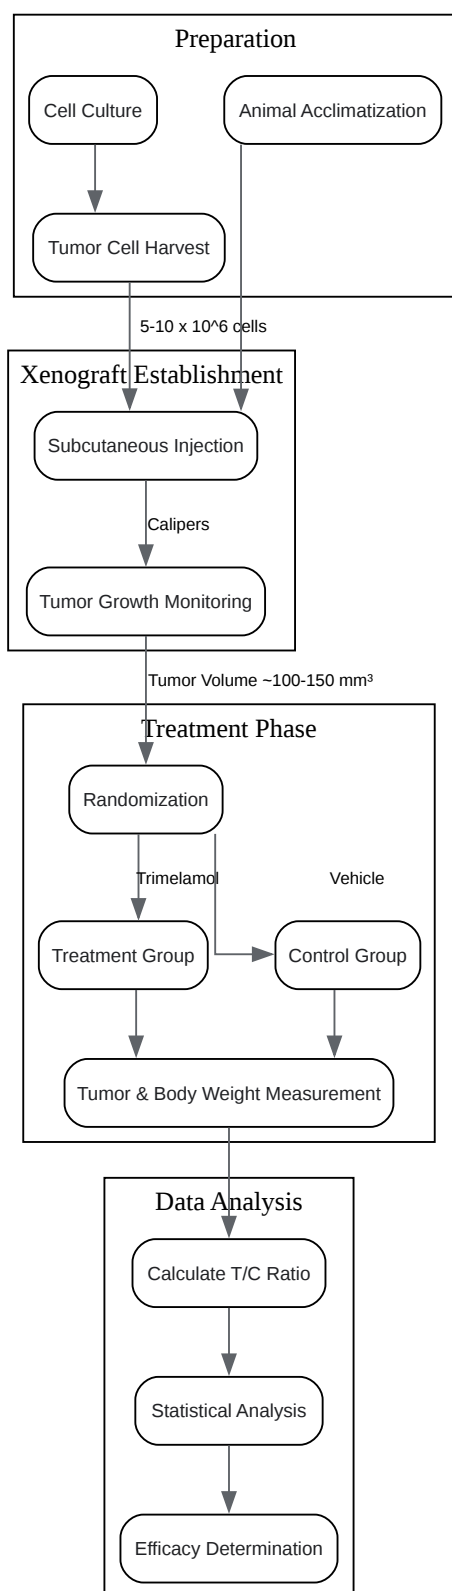 Preparation
Cell Culture
Animal Acclimatization
Tumor Cell Harvest
5-10 x 10^6 cells
Xenograft Establishment
Subcutaneous Injection
Calipers
Tumor Growth Monitoring
Tumor Volume ~100-150 mm³
Treatment Phase
Randomization
Trimelamol
Vehicle
Treatment Group
Control Group
Tumor & Body Weight Measurement
Data Analysis
Calculate T/C Ratio
Statistical Analysis
Efficacy Determination